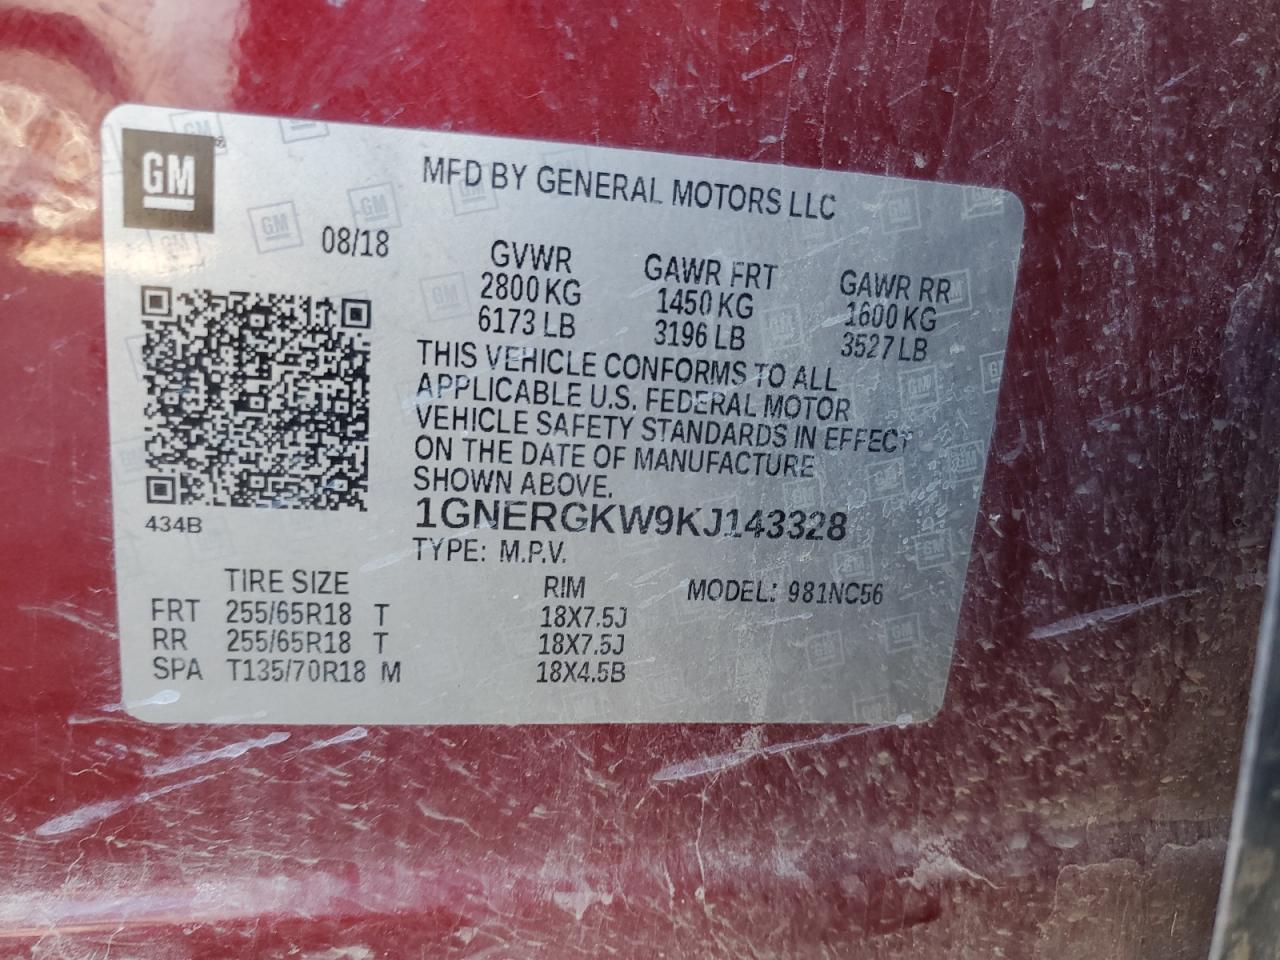 GM
MFD BY GENERAL MOTORS LLC
08/18
GVWR GAWR FRT GAWR RR
2800 KG 1450 KG 1600 KG
6173 LB 3196 LB 3527 LB
THIS VEHICLE CONFORMS TO ALL
APPLICABLE U.S. FEDERAL MOTOR
VEHICLE SAFETY STANDARDS IN EFFECT
ON THE DATE OF MANUFACTURE
SHOWN ABOVE.
434B
1GNERGKW9KJ143328
TYPE: M.P.V.
TIRE SIZE RIM MODEL: 981NC56
FRT 255/65R18 T 18X7.5J
RR 255/65R18 T 18X7.5J
SPA T135/70R18 M 18X4.5B